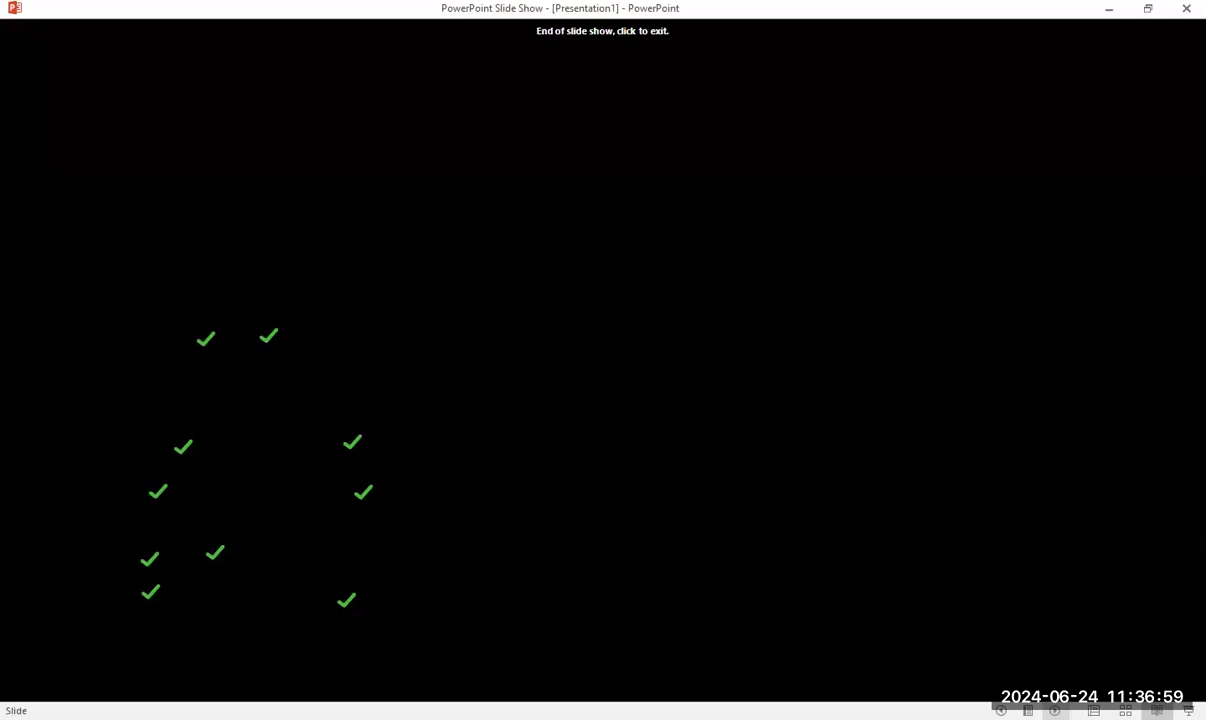 PowerPoint Slide Show - [Presentation1] - PowerPoint
End of slide show, click to exit.
2024-06-24 11:36:59
Slide